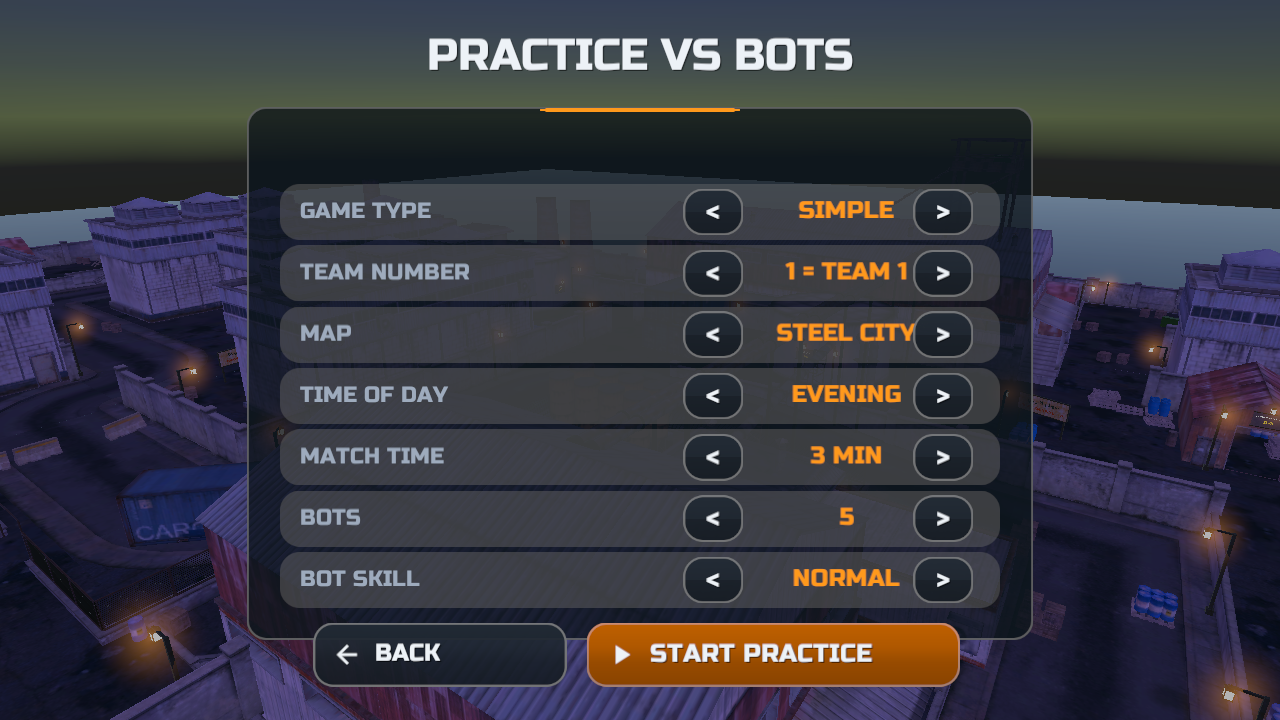 PRACTICE VS BOTS
GAME TYPE < SIMPLE >
TEAM NUMBER < 1 = TEAM 1 >
MAP < STEEL CITY >
TIME OF DAY < EVENING >
MATCH TIME < 3 MIN >
BOTS < 5 >
BOT SKILL < NORMAL >
CARGO
← BACK
▶ START PRACTICE